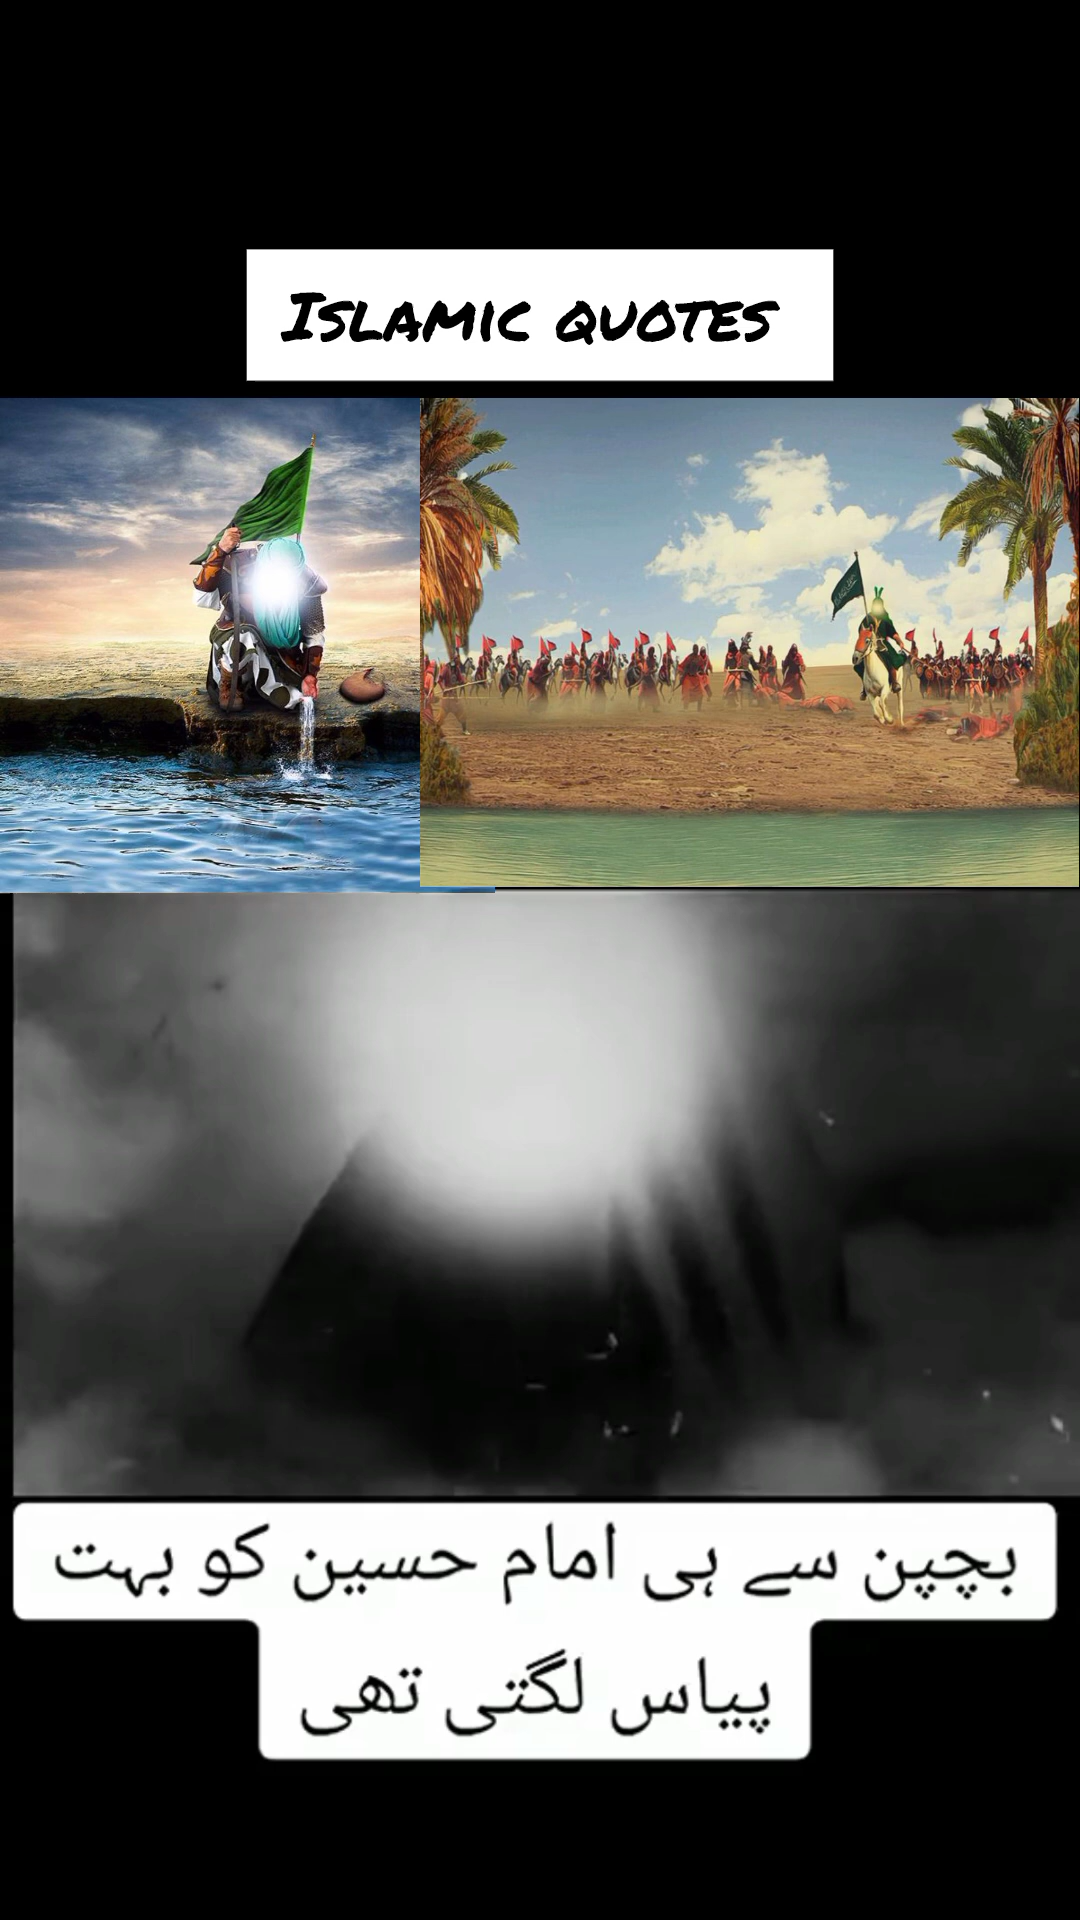 Islamic quotes
بچپن سے ہی امام حسین کو بہت
پیاس لگتی تھی